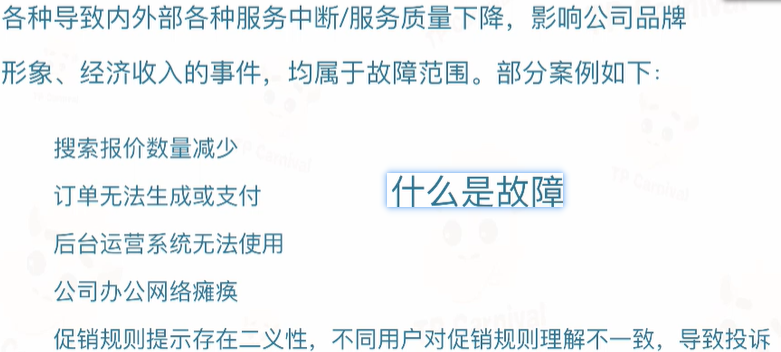 各种导致内外部各种服务中断/服务质量下降，影响公司品牌
形象、经济收入的事件，均属于故障范围。部分案例如下：
搜索报价数量减少
订单无法生成或支付
什么是故障
后台运营系统无法使用
公司办公网络瘫痪
促销规则提示存在二义性，不同用户对促销规则理解不一致，导致投诉